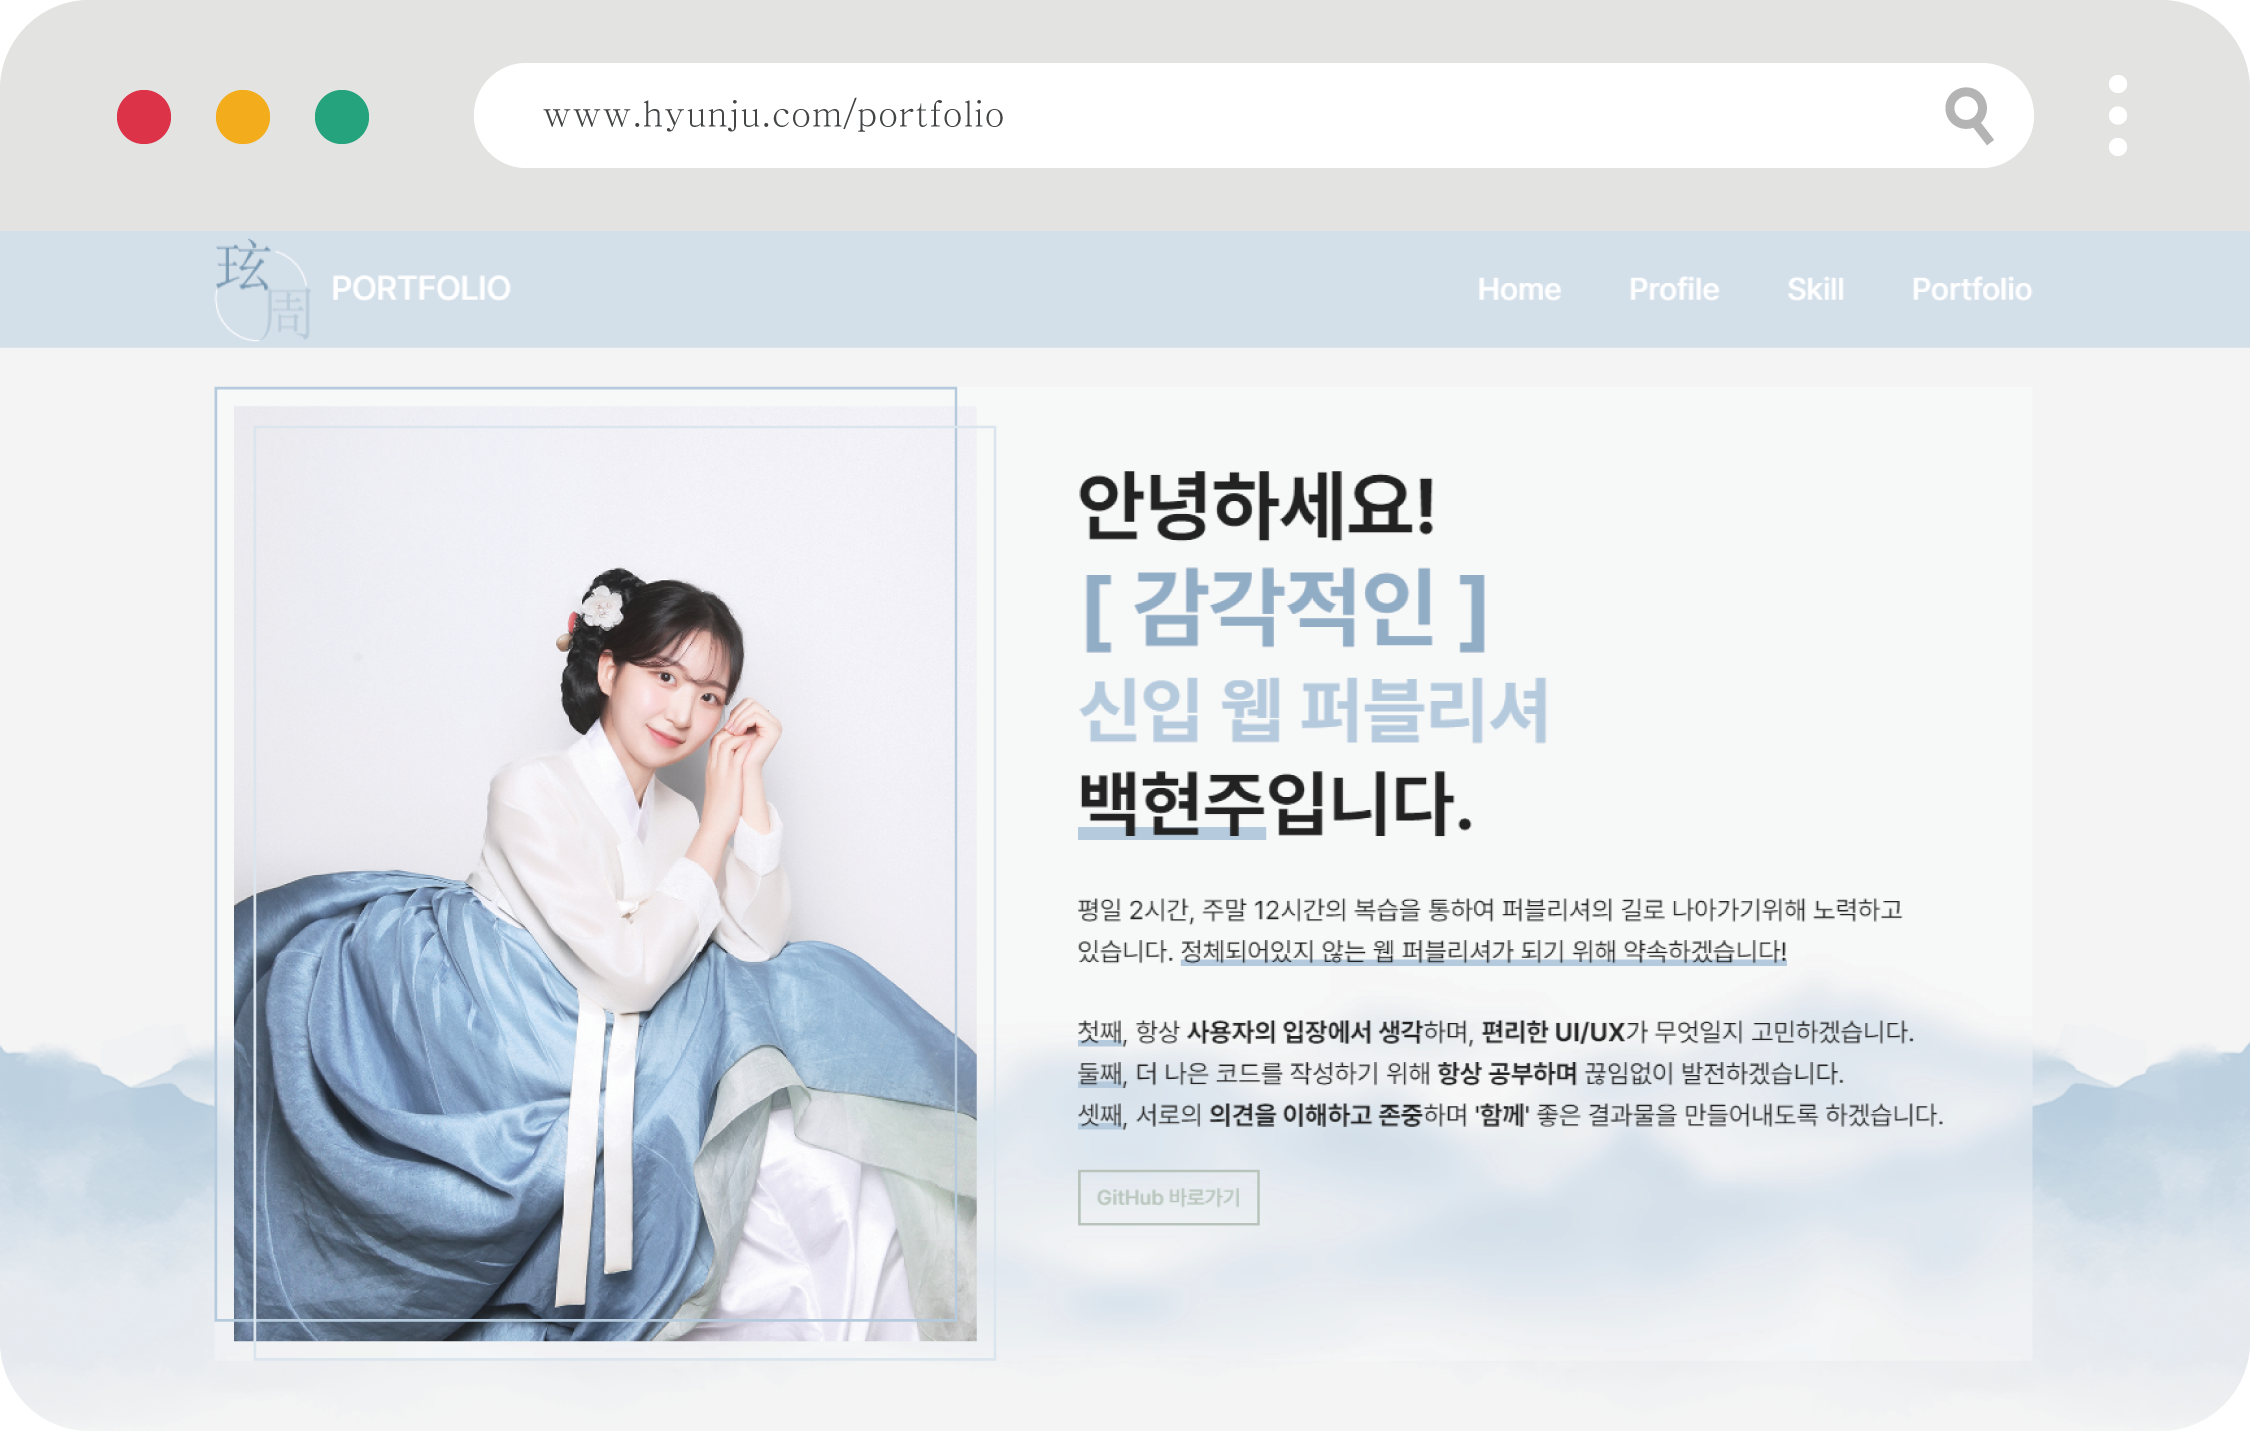 www.hyunju.com/portfolio
玹周
PORTFOLIO
Home Profile Skill Portfolio
안녕하세요!
[ 감각적인 ]
신입 웹 퍼블리셔
백현주입니다.
평일 2시간, 주말 12시간의 복습을 통하여 퍼블리셔의 길로 나아가기위해 노력하고
있습니다. 정체되어있지 않는 웹 퍼블리셔가 되기 위해 약속하겠습니다!
첫째, 항상 사용자의 입장에서 생각하며, 편리한 UI/UX가 무엇일지 고민하겠습니다.
둘째, 더 나은 코드를 작성하기 위해 항상 공부하며 끊임없이 발전하겠습니다.
셋째, 서로의 의견을 이해하고 존중하며 '함께' 좋은 결과물을 만들어내도록 하겠습니다.
GitHub 바로가기